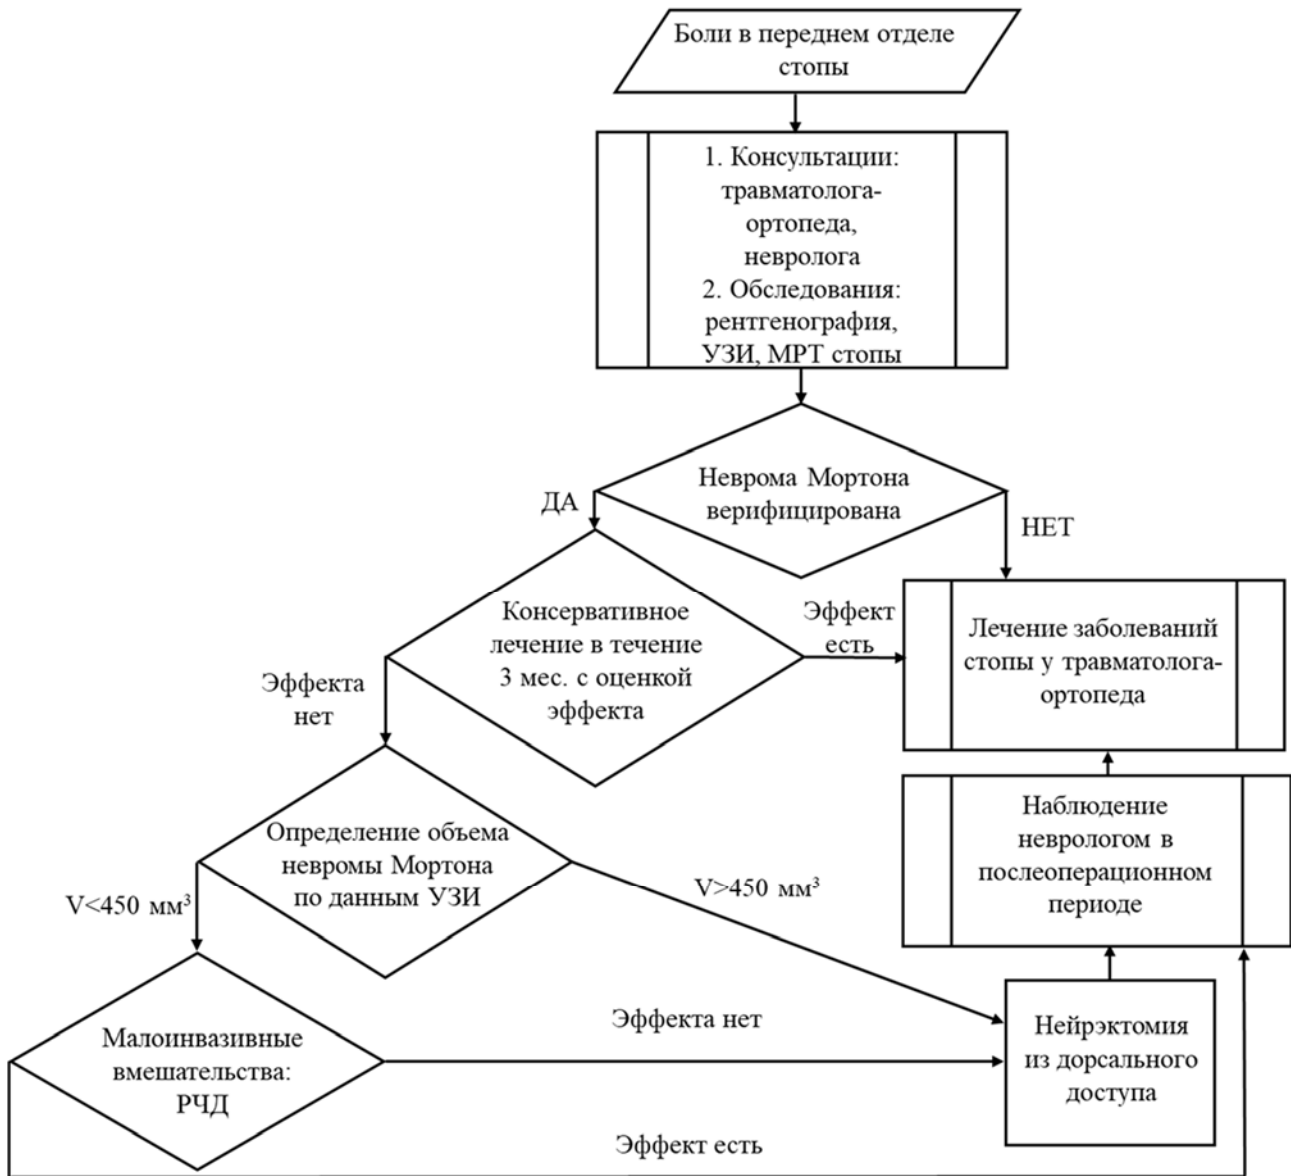 Боли в переднем отделе
стопы
1. Консультации:
травматолога-
ортопеда,
невролога
2. Обследования:
рентгенография,
УЗИ, МРТ стопы
Неврома Мортона
верифицирована
ДА
НЕТ
Консервативное
лечение в течение
3 мес. с оценкой
эффекта
Эффект
есть
Лечение заболеваний
стопы у травматолога-
ортопеда
Эффекта
нет
Определение объема
невромы Мортона
по данным УЗИ
Наблюдение
неврологом в
послеоперационном
периоде
V<450 мм³
V>450 мм³
Малоинвазивные
вмешательства:
РЧД
Эффекта нет
Нейрэктомия
из дорсального
доступа
Эффект есть